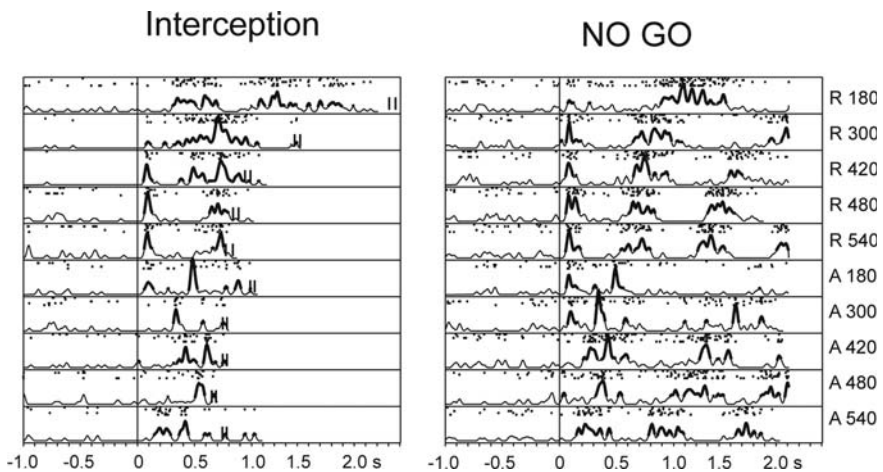 Interception
NO GO
R 180
R 300
R 420
R 480
R 540
A 180
A 300
A 420
A 480
A 540
-1.0 -0.5 0 0.5 1.0 1.5 2.0 s
-1.0 -0.5 0 0.5 1.0 1.5 2.0 s